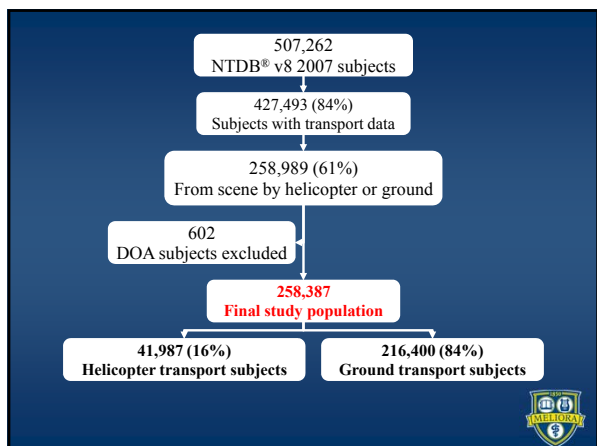 507,262
NTDB® v8 2007 subjects
427,493 (84%)
Subjects with transport data
258,989 (61%)
From scene by helicopter or ground
602
DOA subjects excluded
258,387
Final study population
41,987 (16%)
Helicopter transport subjects
216,400 (84%)
Ground transport subjects
1850
MELIORA